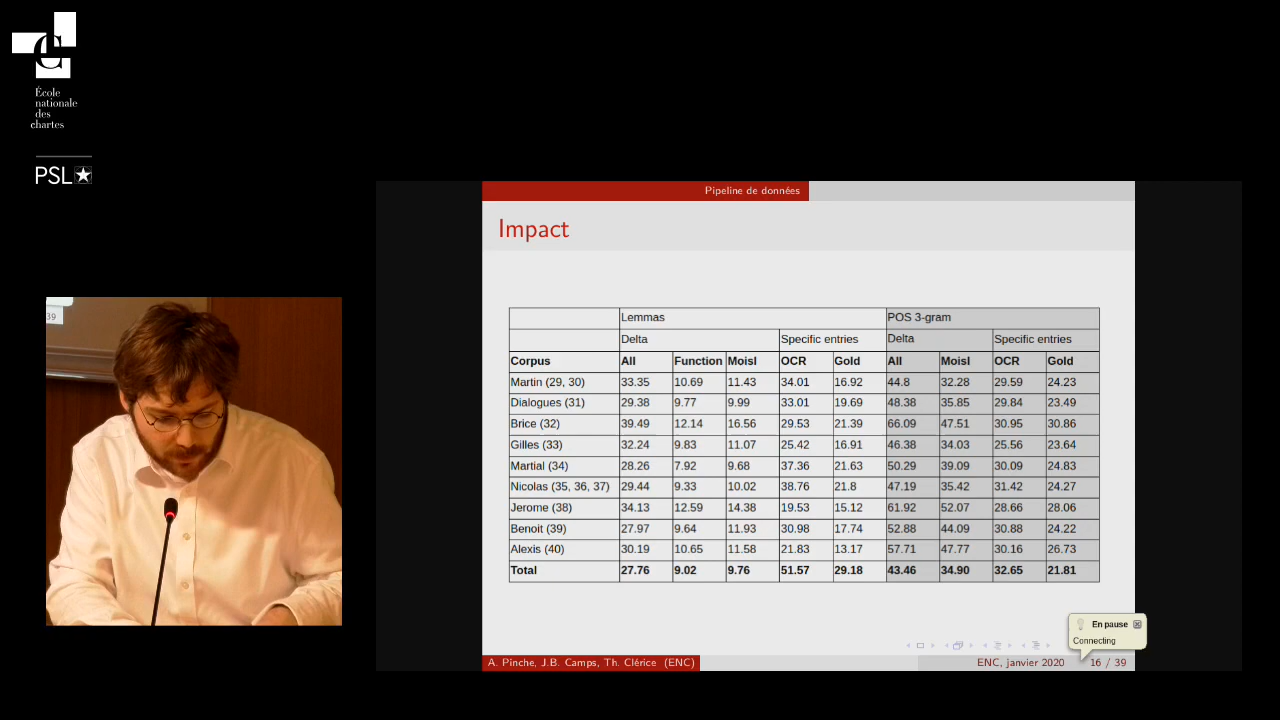 École
nationale
des
chartes
PSL
39
Pipeline de données
Impact
Lemmas POS 3-gram
Delta Specific entries Delta Specific entries
Corpus All Function Moisl OCR Gold All Moisl OCR Gold
Martin (29, 30) 33.35 10.69 11.43 34.01 16.92 44.8 32.28 29.59 24.23
Dialogues (31) 29.38 9.77 9.99 33.01 19.69 48.38 35.85 29.84 23.49
Brice (32) 39.49 12.14 16.56 29.53 21.39 66.09 47.51 30.95 30.86
Gilles (33) 32.24 9.83 11.07 25.42 16.91 46.38 34.03 25.56 23.64
Martial (34) 28.26 7.92 9.68 37.36 21.63 50.29 39.09 30.09 24.83
Nicolas (35, 36, 37) 29.44 9.33 10.02 38.76 21.8 47.19 35.42 31.42 24.27
Jerome (38) 34.13 12.59 14.38 19.53 15.12 61.92 52.07 28.66 28.06
Benoit (39) 27.97 9.64 11.93 30.98 17.74 52.88 44.09 30.88 24.22
Alexis (40) 30.19 10.65 11.58 21.83 13.17 57.71 47.77 30.16 26.73
Total 27.76 9.02 9.76 51.57 29.18 43.46 34.90 32.65 21.81
En pause
Connecting
A. Pinche, J.B. Camps, Th. Clérice (ENC) ENC, janvier 2020 16 / 39